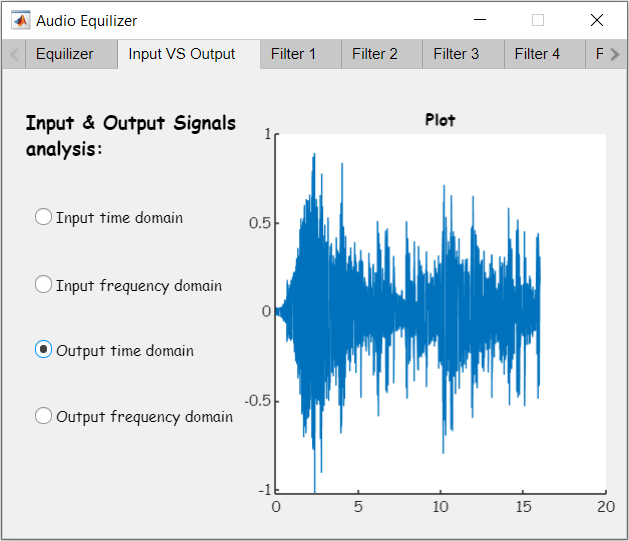 Audio Equilizer
Equilizer
Input VS Output
Filter 1
Filter 2
Filter 3
Filter 4
F
Input & Output Signals
analysis:
Input time domain
Input frequency domain
Output time domain
Output frequency domain
Plot
1
0.5
0
-0.5
-1
0
5
10
15
20